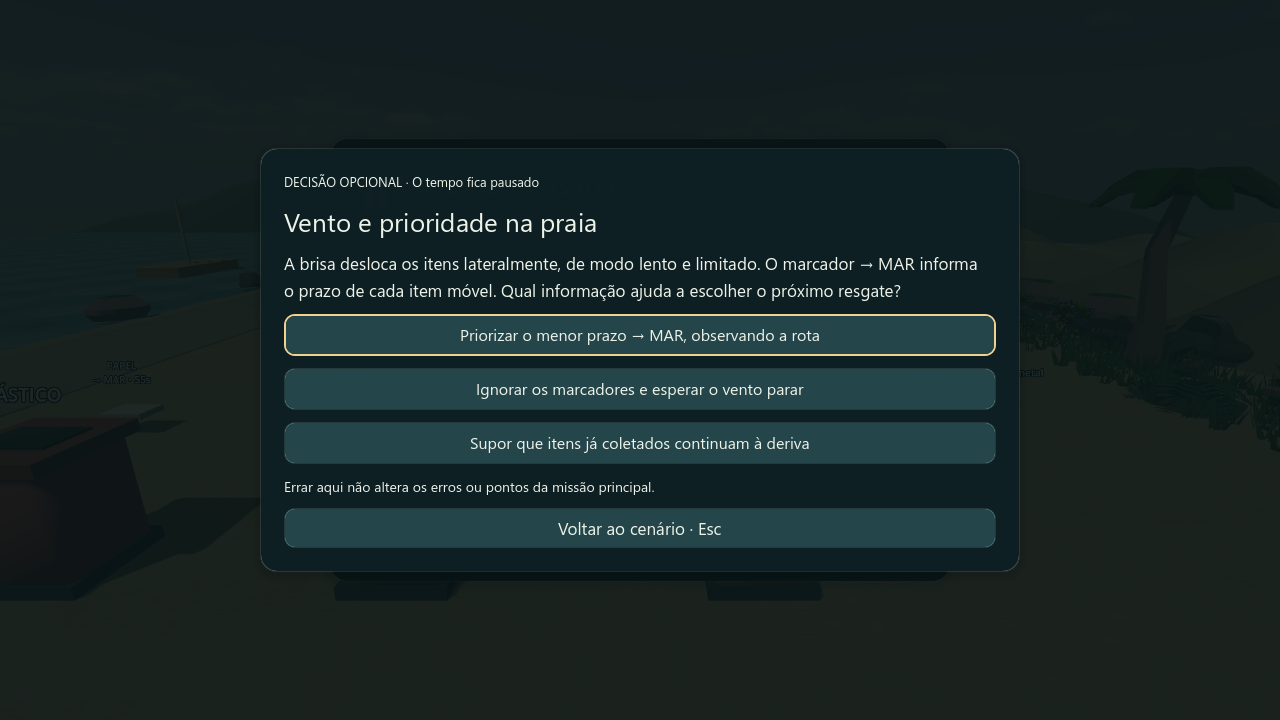 DECISÃO OPCIONAL · O tempo fica pausado
Vento e prioridade na praia
A brisa desloca os itens lateralmente, de modo lento e limitado. O marcador → MAR informa
o prazo de cada item móvel. Qual informação ajuda a escolher o próximo resgate?
Priorizar o menor prazo → MAR, observando a rota
Ignorar os marcadores e esperar o vento parar
Supor que itens já coletados continuam à deriva
Errar aqui não altera os erros ou pontos da missão principal.
Voltar ao cenário · Esc
PAPEL
→ MAR · 55s
ÁSTICO